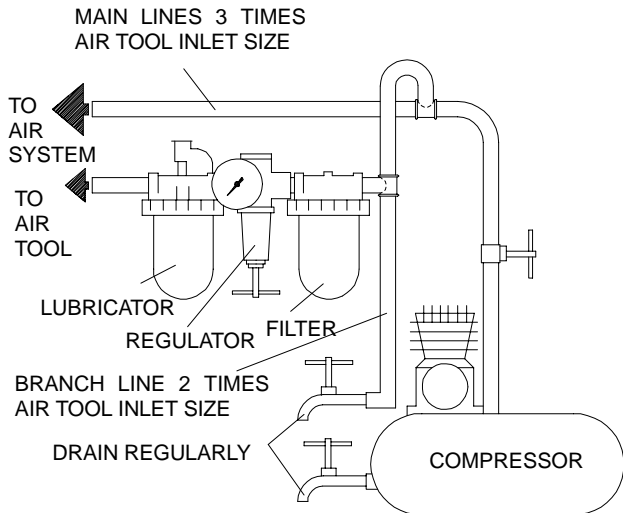 MAIN LINES 3 TIMES
AIR TOOL INLET SIZE
TO
AIR
SYSTEM
TO
AIR
TOOL
LUBRICATOR
REGULATOR
FILTER
BRANCH LINE 2 TIMES
AIR TOOL INLET SIZE
DRAIN REGULARLY
COMPRESSOR